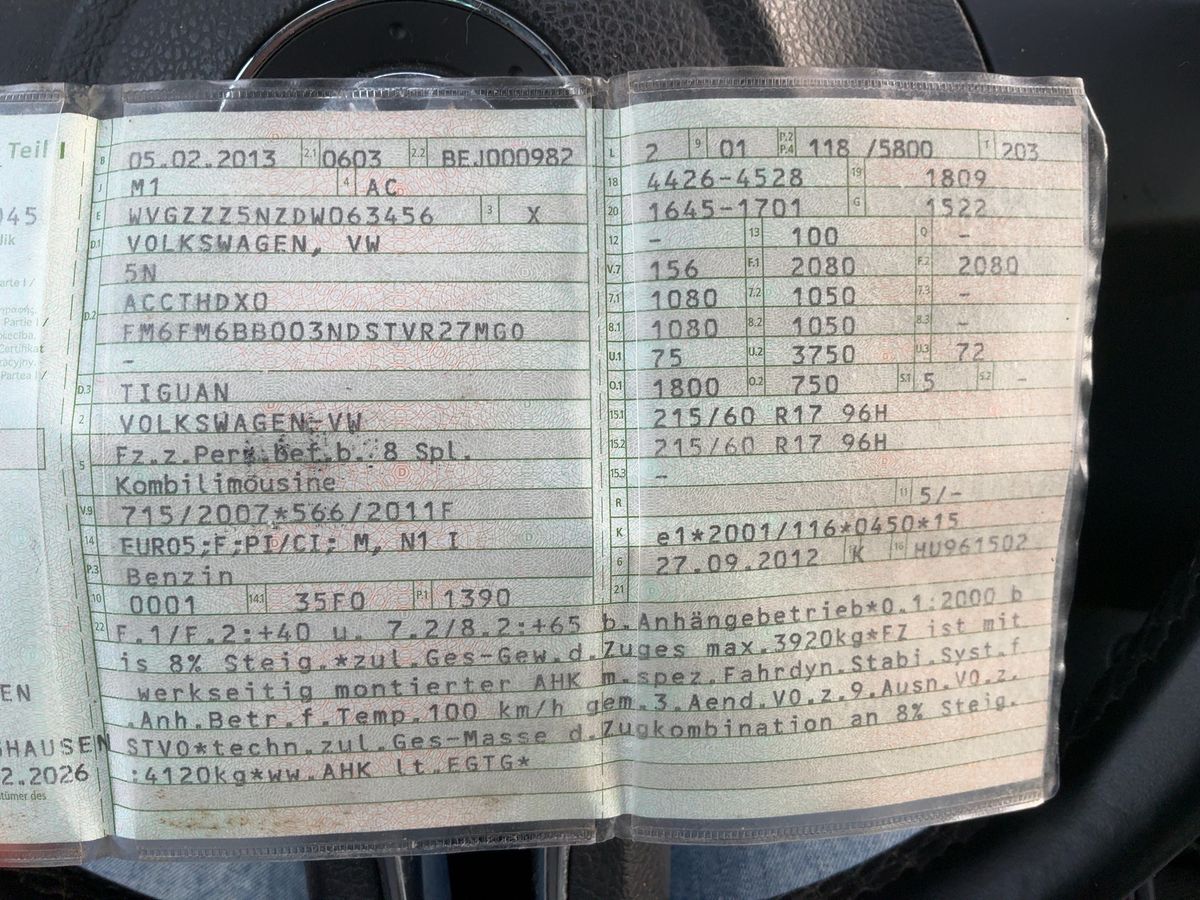 Teil I
045
lik
arte I /
Partie I /
Certifikat
Partea I /
EN
GHAUSEN
2.2026
tümer des
B 05.02.2013 2.1 0603 2.2 BEJ000982
J M1 4 AC
E WVGZZZ5NZDW063456 3 X
D.1 VOLKSWAGEN, VW
5N
D.2 ACCTHDX0
FM6FM6BB003NDSTVR27MG0
-
D.3 TIGUAN
2 VOLKSWAGEN-VW
5 Fz.z.Pers.bef.b. 8 Spl.
Kombilimousine
V.9 715/2007*566/2011F
14 EURO5;F;PI/CI; M, N1 I
P.3 Benzin
10 0001 14.1 35F0 P.1 1390
L 2 9 01 P.2 P.4 118 /5800 T 203
18 4426-4528 19 1809
20 1645-1701 G 1522
12 - 13 100 Q -
V.7 156 F.1 2080 F.2 2080
7.1 1080 7.2 1050 7.3 -
8.1 1080 8.2 1050 8.3 -
U.1 75 U.2 3750 U.3 72
O.1 1800 O.2 750 S.1 5 S.2 -
15.1 215/60 R17 96H
15.2 215/60 R17 96H
15.3 -
R 11 5/-
K e1*2001/116*0450*15
6 27.09.2012 K 16 HU961502
21
22 F.1/F.2:+40 u. 7.2/8.2:+65 b.Anhängebetrieb*O.1:2000 b
is 8% Steig.*zul.Ges-Gew.d.Zuges max.3920kg*FZ ist mit
werkseitig montierter AHK m.spez.Fahrdyn.Stabi.Syst.f
.Anh.Betr.f.Temp.100 km/h gem.3.Aend.VO.z.9.Ausn.VO.z.
STVO*techn.zul.Ges-Masse d.Zugkombination an 8% Steig.
:4120kg*ww.AHK lt.EGTG*